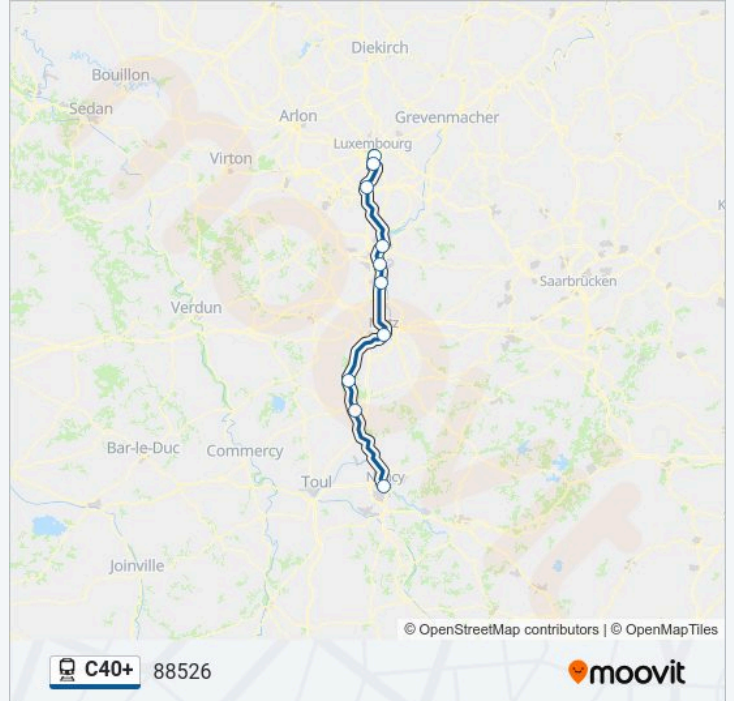 Diekirch
Bouillon
Sedan
Arlon
Grevenmacher
Luxembourg
Virton
Saarbrücken
Verdun
Bar-le-Duc
Commercy
Toul
Joinville
© OpenStreetMap contributors | © OpenMapTiles
C40+ 88526
moovit